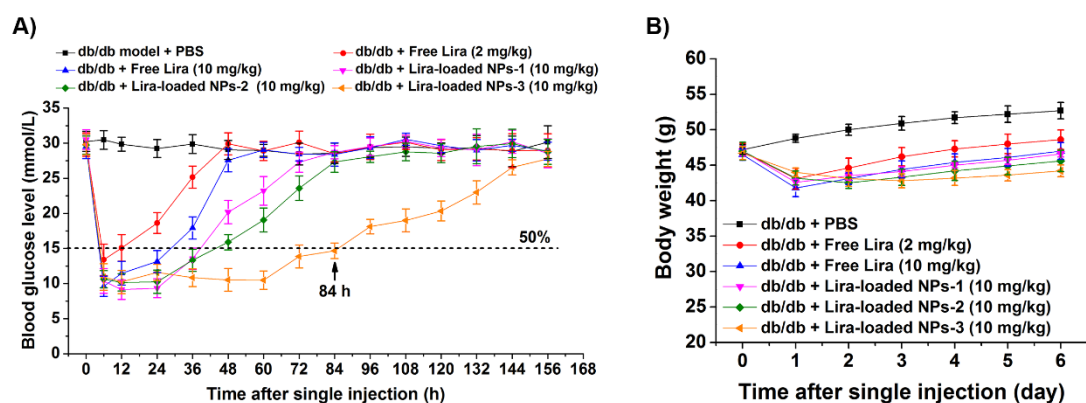 A)
db/db model + PBS
db/db + Free Lira (2 mg/kg)
db/db + Free Lira (10 mg/kg)
db/db + Lira-loaded NPs-1 (10 mg/kg)
db/db + Lira-loaded NPs-2 (10 mg/kg)
db/db + Lira-loaded NPs-3 (10 mg/kg)
Blood glucose level (mmol/L)
35
30
25
20
15
10
5
0
50%
84 h
0 12 24 36 48 60 72 84 96 108 120 132 144 156 168
Time after single injection (h)
B)
Body weight (g)
60
55
50
45
40
35
30
25
20
db/db + PBS
db/db + Free Lira (2 mg/kg)
db/db + Free Lira (10 mg/kg)
db/db + Lira-loaded NPs-1 (10 mg/kg)
db/db + Lira-loaded NPs-2 (10 mg/kg)
db/db + Lira-loaded NPs-3 (10 mg/kg)
0 1 2 3 4 5 6
Time after single injection (day)